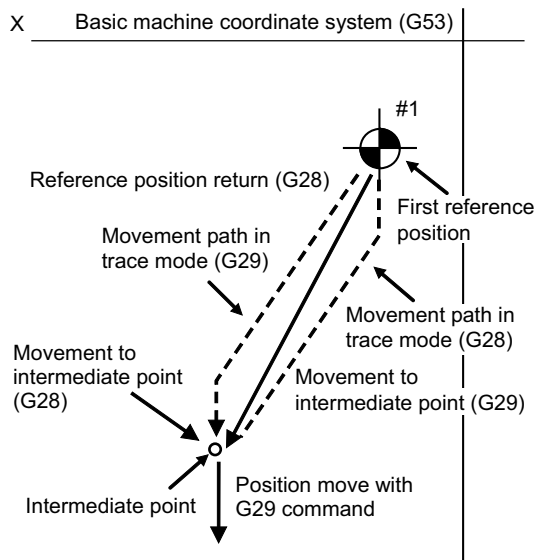 X
Basic machine coordinate system (G53)
#1
Reference position return (G28)
First reference
position
Movement path in
trace mode (G29)
Movement path in
trace mode (G28)
Movement to
intermediate point
(G28)
Movement to
intermediate point (G29)
Intermediate point
Position move with
G29 command